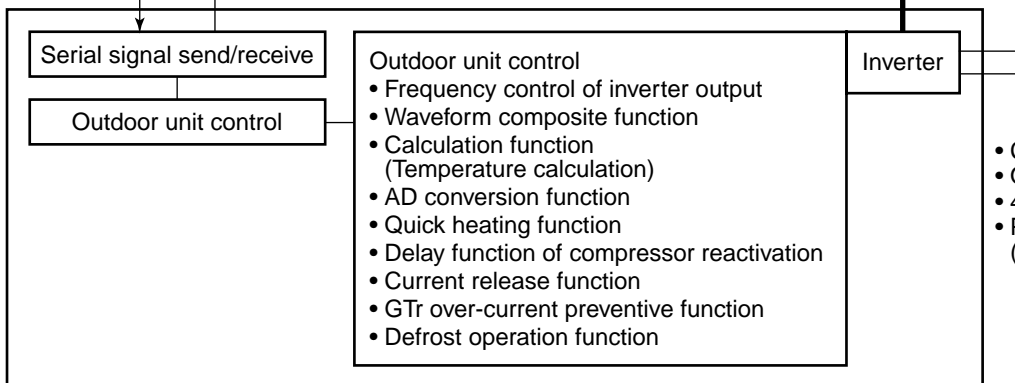 Serial signal send/receive
Outdoor unit control
Outdoor unit control
• Frequency control of inverter output
• Waveform composite function
• Calculation function
(Temperature calculation)
• AD conversion function
• Quick heating function
• Delay function of compressor reactivation
• Current release function
• GTr over-current preventive function
• Defrost operation function
Inverter